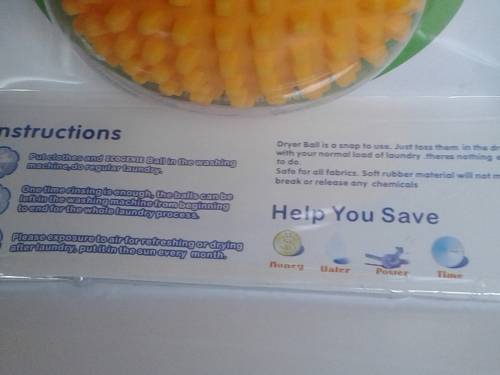 nstructions
Put clothes and ECOGENIE Ball in the washing
machine, do regular laundry.
One time rinsing is enough, the balls can be
left in the washing machine from beginning
to end for the whole laundry process.
Please exposure to air for refreshing or drying
after laundry, put it in the sun every month.
Dryer Ball is a snap to use. Just toss them in the dr
with your normal load of laundry .theres nothing
to do.
Safe for all fabrics. Soft rubber material will not m
break or release any chemicals
Help You Save
Money Water Power Time